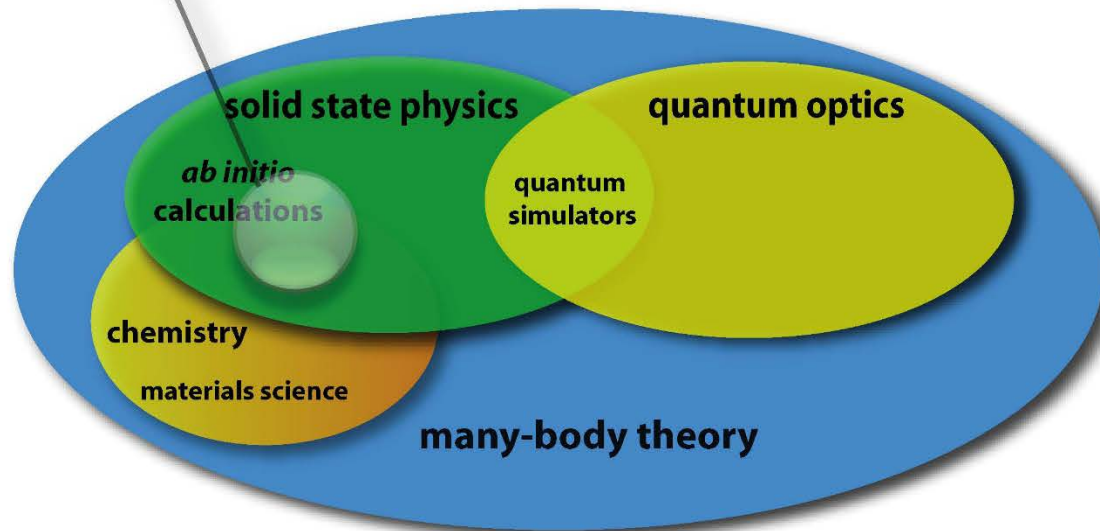 solid state physics
quantum optics
ab initio
calculations
quantum
simulators
chemistry
materials science
many-body theory